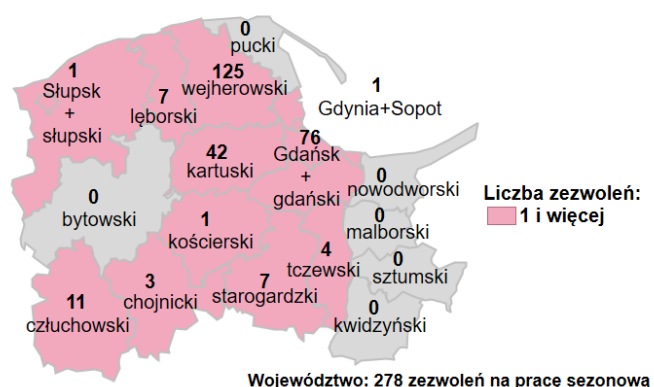 0
pucki
1
Słupsk
+
słupski
7
lęborski
125
wejherowski
1
Gdynia+Sopot
42
kartuski
76
Gdańsk
+
gdański
0
nowodworski
0
bytowski
1
kościerski
0
malborski
4
tczewski
0
sztumski
11
człuchowski
3
chojnicki
7
starogardzki
0
kwidzyński
Liczba zezwoleń:
1 i więcej
Województwo: 278 zezwoleń na pracę sezonową